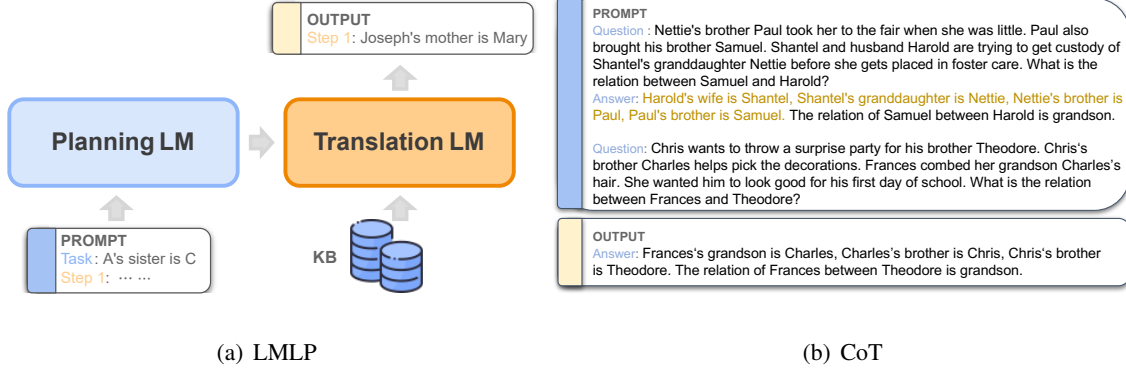 OUTPUT
Step 1: Joseph's mother is Mary
Planning LM
Translation LM
PROMPT
Task: A's sister is C
Step 1: ... ...
KB
(a) LMLP
PROMPT
Question : Nettie's brother Paul took her to the fair when she was little. Paul also
brought his brother Samuel. Shantel and husband Harold are trying to get custody of
Shantel's granddaughter Nettie before she gets placed in foster care. What is the
relation between Samuel and Harold?
Answer: Harold's wife is Shantel, Shantel's granddaughter is Nettie, Nettie's brother is
Paul, Paul's brother is Samuel. The relation of Samuel between Harold is grandson.
Question: Chris wants to throw a surprise party for his brother Theodore. Chris‘s
brother Charles helps pick the decorations. Frances combed her grandson Charles’s
hair. She wanted him to look good for his first day of school. What is the relation
between Frances and Theodore?
OUTPUT
Answer: Frances‘s grandson is Charles, Charles’s brother is Chris, Chris‘s brother
is Theodore. The relation of Frances between Theodore is grandson.
(b) CoT